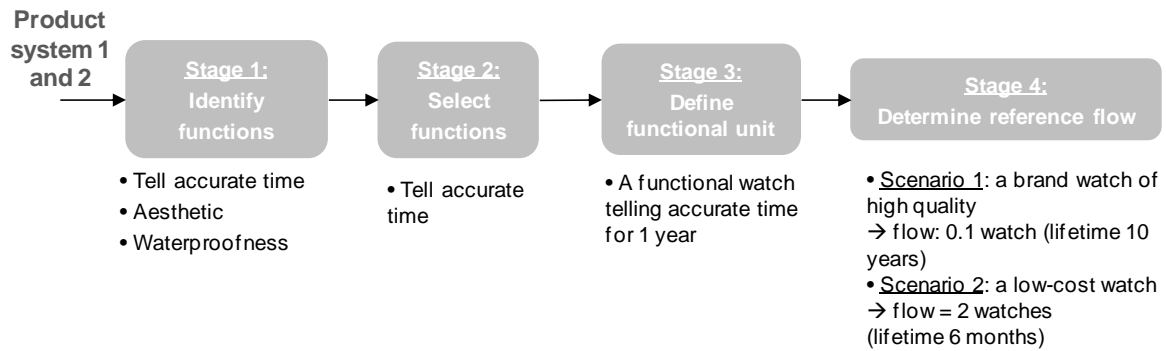 Product
system 1
and 2
Stage 1:
Identify
functions
Stage 2:
Select
functions
Stage 3:
Define
functional unit
Stage 4:
Determine reference flow
• Tell accurate time
• Aesthetic
• Waterproofness
• Tell accurate
time
• A functional watch
telling accurate time
for 1 year
• Scenario 1: a brand watch of
high quality
→ flow: 0.1 watch (lifetime 10
years)
• Scenario 2: a low-cost watch
→ flow = 2 watches
(lifetime 6 months)